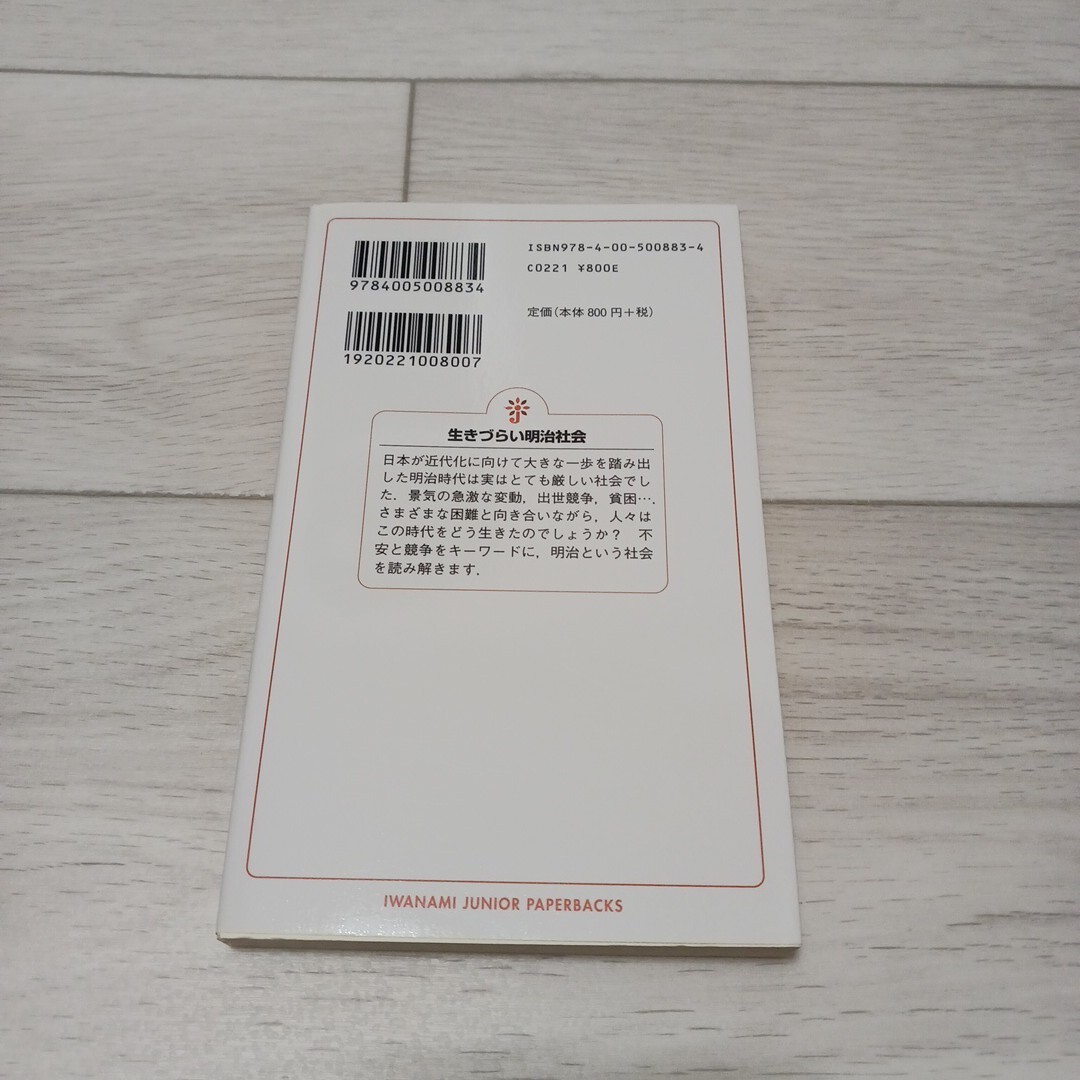 9784005008834
ISBN978-4-00-500883-4
C0221 ¥800E
1920221008007
定価(本体 800 円+税)
生きづらい明治社会
日本が近代化に向けて大きな一歩を踏み出
した明治時代は実はとても厳しい社会でし
た．景気の急激な変動，出世競争，貧困…．
さまざまな困難と向き合いながら，人々は
この時代をどう生きたのでしょうか？　不
安と競争をキーワードに，明治という社会
を読み解きます．
IWANAMI JUNIOR PAPERBACKS